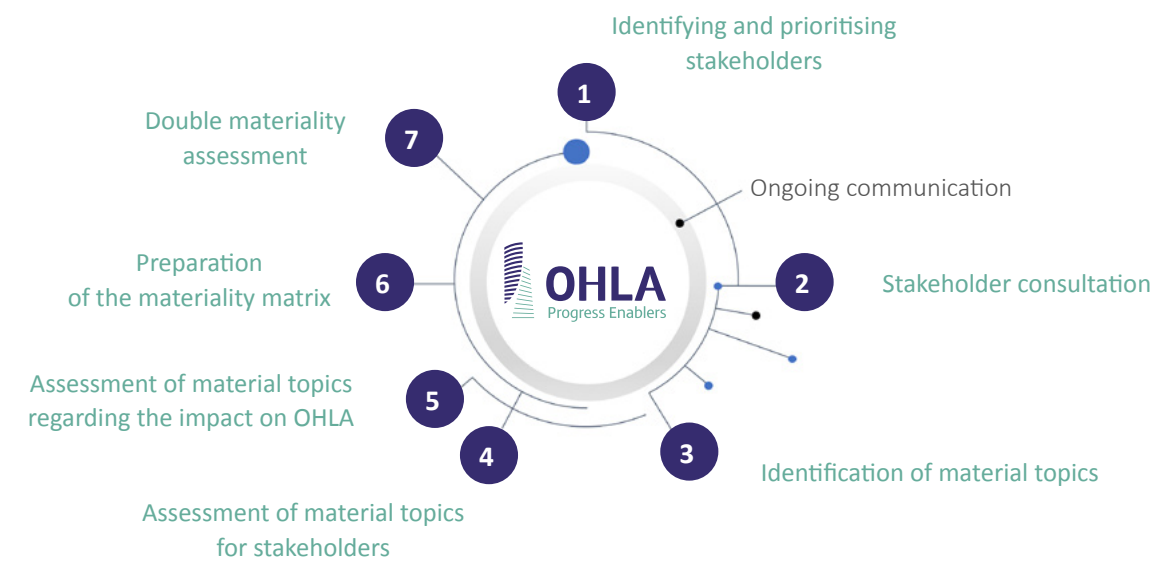 Identifying and prioritising
stakeholders
1
Ongoing communication
2
Stakeholder consultation
3
Identification of material topics
4
Assessment of material topics
for stakeholders
5
Assessment of material topics
regarding the impact on OHLA
6
Preparation
of the materiality matrix
7
Double materiality
assessment
OHLA
Progress Enablers